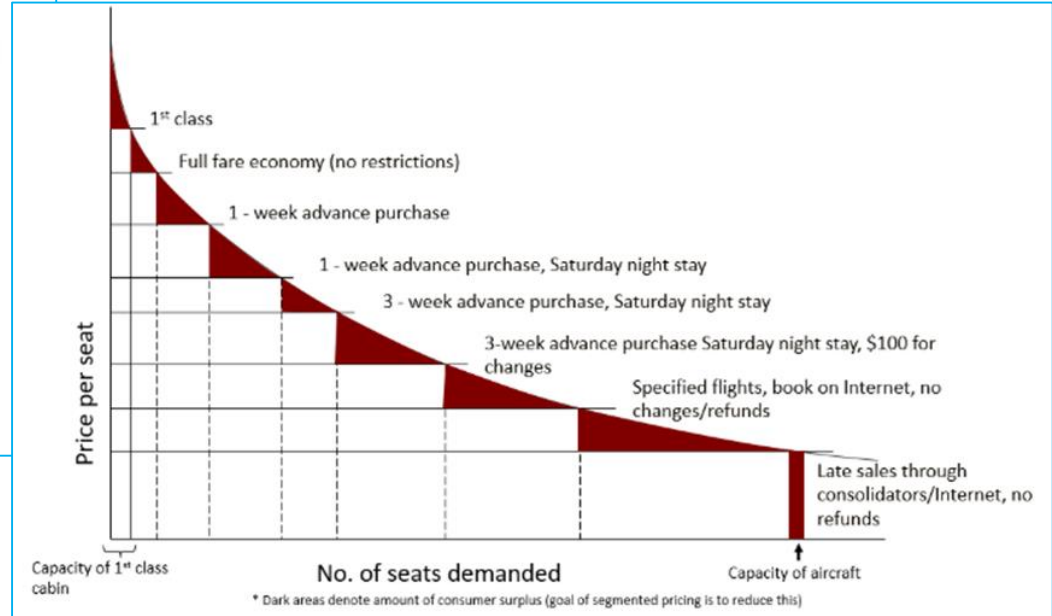 1st class
Full fare economy (no restrictions)
1 - week advance purchase
1 - week advance purchase, Saturday night stay
3 - week advance purchase, Saturday night stay
3-week advance purchase Saturday night stay, $100 for
changes
Specified flights, book on Internet, no
changes/refunds
Price per seat
Late sales through
consolidators/Internet, no
refunds
Capacity of 1st class
cabin
No. of seats demanded
Capacity of aircraft
* Dark areas denote amount of consumer surplus (goal of segmented pricing is to reduce this)